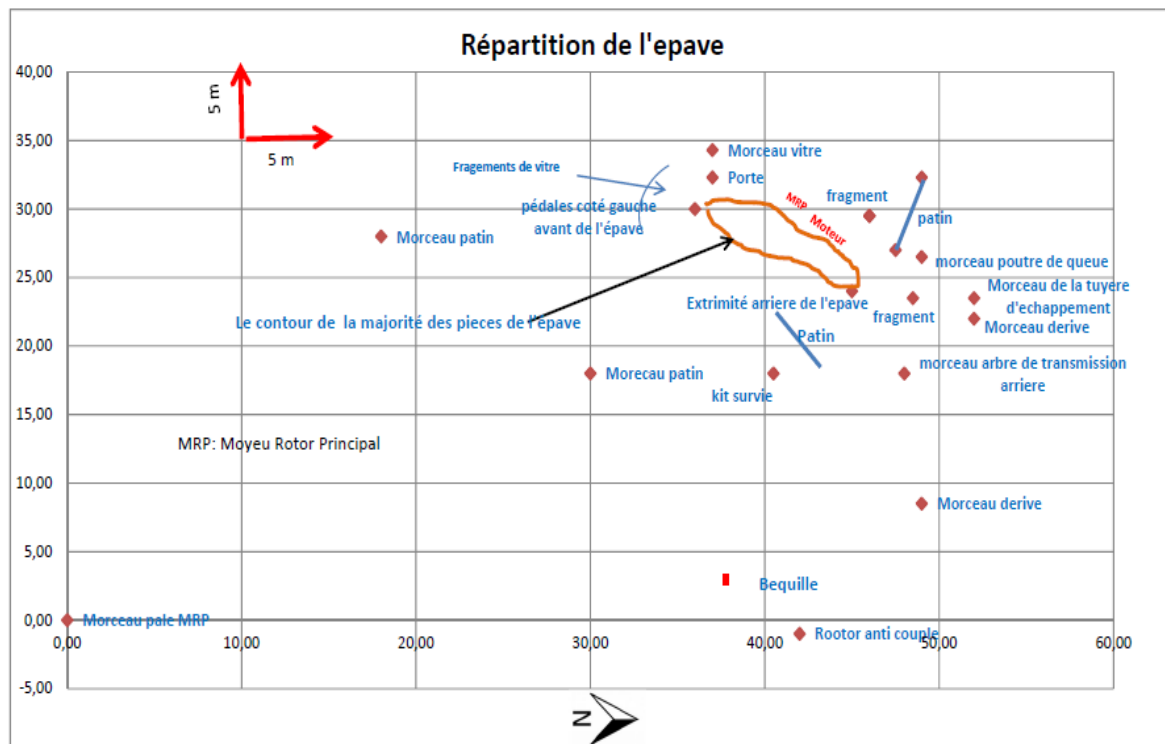 Répartition de l'epave
40,00
5 m
35,00
5 m
Morceau vitre
Fragements de vitre
Porte
MRP Moteur
fragment
30,00
pédales coté gauche
avant de l'épave
patin
Morceau patin
morceau poutre de queue
25,00
Extrimité arriere de l'epave
Morceau de la tuyere
d'echappement
fragment
Le contour de la majorité des pieces de l'épave
Morceau derive
20,00
Patin
Morecau patin
kit survie
morceau arbre de transmission
arriere
15,00
MRP: Moyeu Rotor Principal
10,00
Morceau derive
5,00
Bequille
0,00
Morceau pale MRP
Rootor anti couple
0,00 10,00 20,00 30,00 40,00 50,00 60,00
-5,00
N